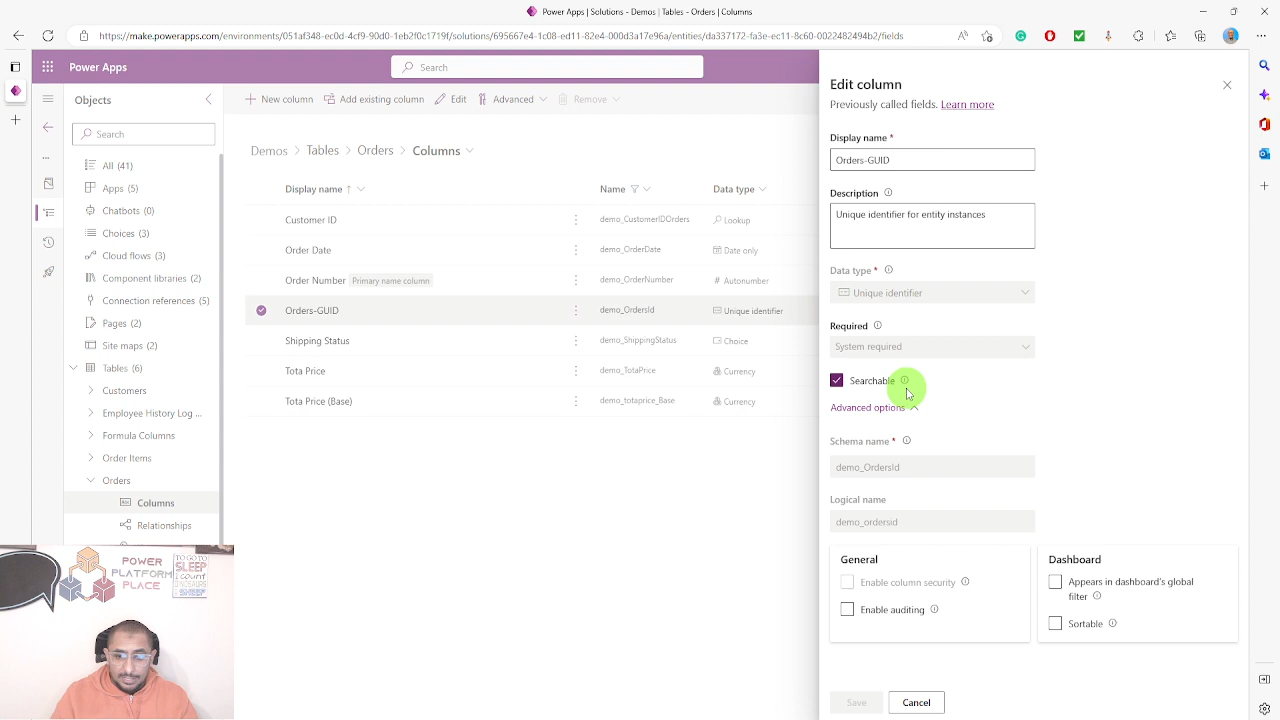 Power Apps | Solutions - Demos | Tables - Orders | Columns
https://make.powerapps.com/environments/051af348-ec0d-4cf9-90d0-1eb2f0c1719f/solutions/695667e4-1c08-ed11-82e4-000d3a17e96a/entities/da337172-fa3e-ec11-8c60-0022482494b2/fields
Power Apps
Search
Objects
Search
All (41)
Apps (5)
Chatbots (0)
Choices (3)
Cloud flows (3)
Component libraries (2)
Connection references (5)
Pages (2)
Site maps (2)
Tables (6)
Customers
Employee History Log ...
Formula Columns
Order Items
Orders
Columns
Relationships
New column
Add existing column
Edit
Advanced
Remove
Demos > Tables > Orders > Columns
Display name ↑
Name
Data type
Customer ID
demo_CustomerIDOrders
Lookup
Order Date
demo_OrderDate
Date only
Order Number
Primary name column
demo_OrderNumber
# Autonumber
Orders-GUID
demo_OrdersId
Unique identifier
Shipping Status
demo_ShippingStatus
Choice
Tota Price
demo_TotaPrice
Currency
Tota Price (Base)
demo_totaprice_Base
Currency
Edit column
Previously called fields. Learn more
Display name *
Orders-GUID
Description
Unique identifier for entity instances
Data type *
Unique identifier
Required
System required
Searchable
Advanced options
Schema name *
demo_OrdersId
Logical name
demo_ordersid
General
Enable column security
Enable auditing
Dashboard
Appears in dashboard's global
filter
Sortable
Save
Cancel
POWER
PLATFORM
PLACE
TO GO TO
SLEEP
I COUNT
DINOSAURS